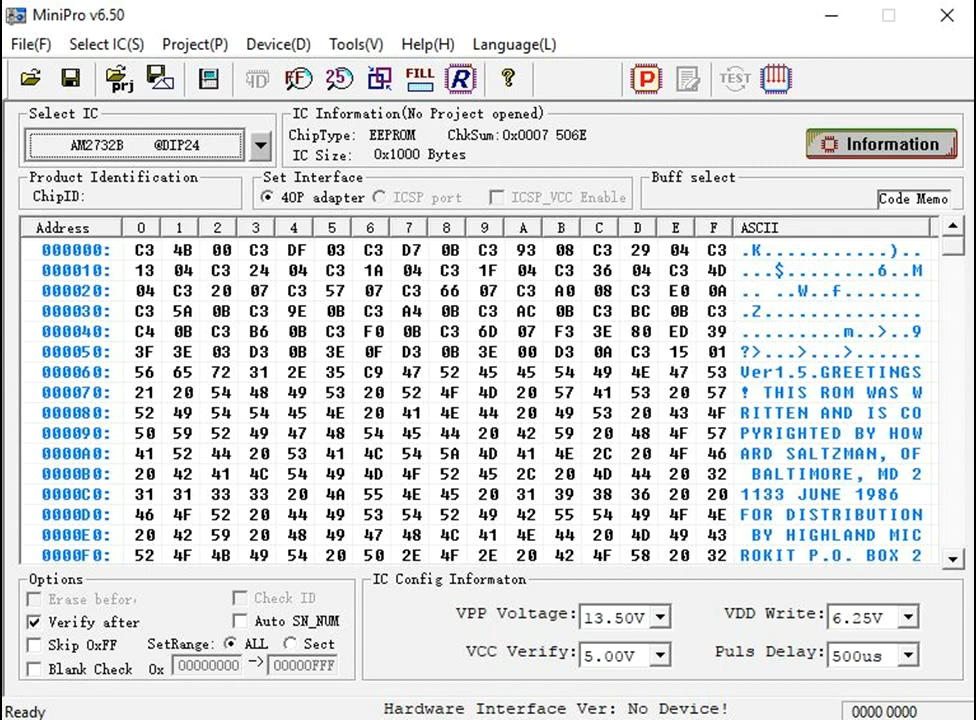 MiniPro v6.50
File(F) Select IC(S) Project(P) Device(D) Tools(V) Help(H) Language(L)
prj ID FF 25 FILL R ? P TEST
Select IC
AM2732B @DIP24
IC Information(No Project opened)
ChipType: EEPROM ChkSum:0x0007 506E
IC Size: 0x1000 Bytes
Information
Product Identification
ChipID:
Set Interface
40P adapter ICSP port ICSP_VCC Enable
Buff select
Code Memo
Address 0 1 2 3 4 5 6 7 8 9 A B C D E F ASCII
000000: C3 4B 00 C3 DF 03 C3 D7 0B C3 93 08 C3 29 04 C3 .K...........)..
000010: 13 04 C3 24 04 C3 1A 04 C3 1F 04 C3 36 04 C3 4D ...$........6..M
000020: 04 C3 20 07 C3 57 07 C3 66 07 C3 A0 08 C3 E0 0A .. ..W..f.......
000030: C3 5A 0B C3 9E 0B C3 A4 0B C3 AC 0B C3 BC 0B C3 .Z..............
000040: C4 0B C3 B6 0B C3 F0 0B C3 6D 07 F3 3E 80 ED 39 .........m..>..9
000050: 3F 3E 03 D3 0B 3E 0F D3 0B 3E 00 D3 0A C3 15 01 ?>...>...>......
000060: 56 65 72 31 2E 35 C9 47 52 45 45 54 49 4E 47 53 Ver1.5.GREETINGS
000070: 21 20 54 48 49 53 20 52 4F 4D 20 57 41 53 20 57 ! THIS ROM WAS W
000080: 52 49 54 54 45 4E 20 41 4E 44 20 49 53 20 43 4F RITTEN AND IS CO
000090: 50 59 52 49 47 48 54 45 44 20 42 59 20 48 4F 57 PYRIGHTED BY HOW
0000A0: 41 52 44 20 53 41 4C 54 5A 4D 41 4E 2C 20 4F 46 ARD SALTZMAN, OF
0000B0: 20 42 41 4C 54 49 4D 4F 52 45 2C 20 4D 44 20 32 BALTIMORE, MD 2
0000C0: 31 31 33 33 20 4A 55 4E 45 20 31 39 38 36 20 20 1133 JUNE 1986
0000D0: 46 4F 52 20 44 49 53 54 52 49 42 55 54 49 4F 4E FOR DISTRIBUTION
0000E0: 20 42 59 20 48 49 47 48 4C 41 4E 44 20 4D 49 43 BY HIGHLAND MIC
0000F0: 52 4F 4B 49 54 20 50 2E 4F 2E 20 42 4F 58 20 32 ROKIT P.O. BOX 2
Options
Erase befor Check ID
Verify after Auto SN_NUM
Skip 0xFF SetRange: ALL Sect
Blank Check 0x 00000000 -> 00000FFF
IC Config Informaton
VPP Voltage: 13.50V VDD Write: 6.25V
VCC Verify: 5.00V Puls Delay: 500us
Ready Hardware Interface Ver: No Device! 0000 0000